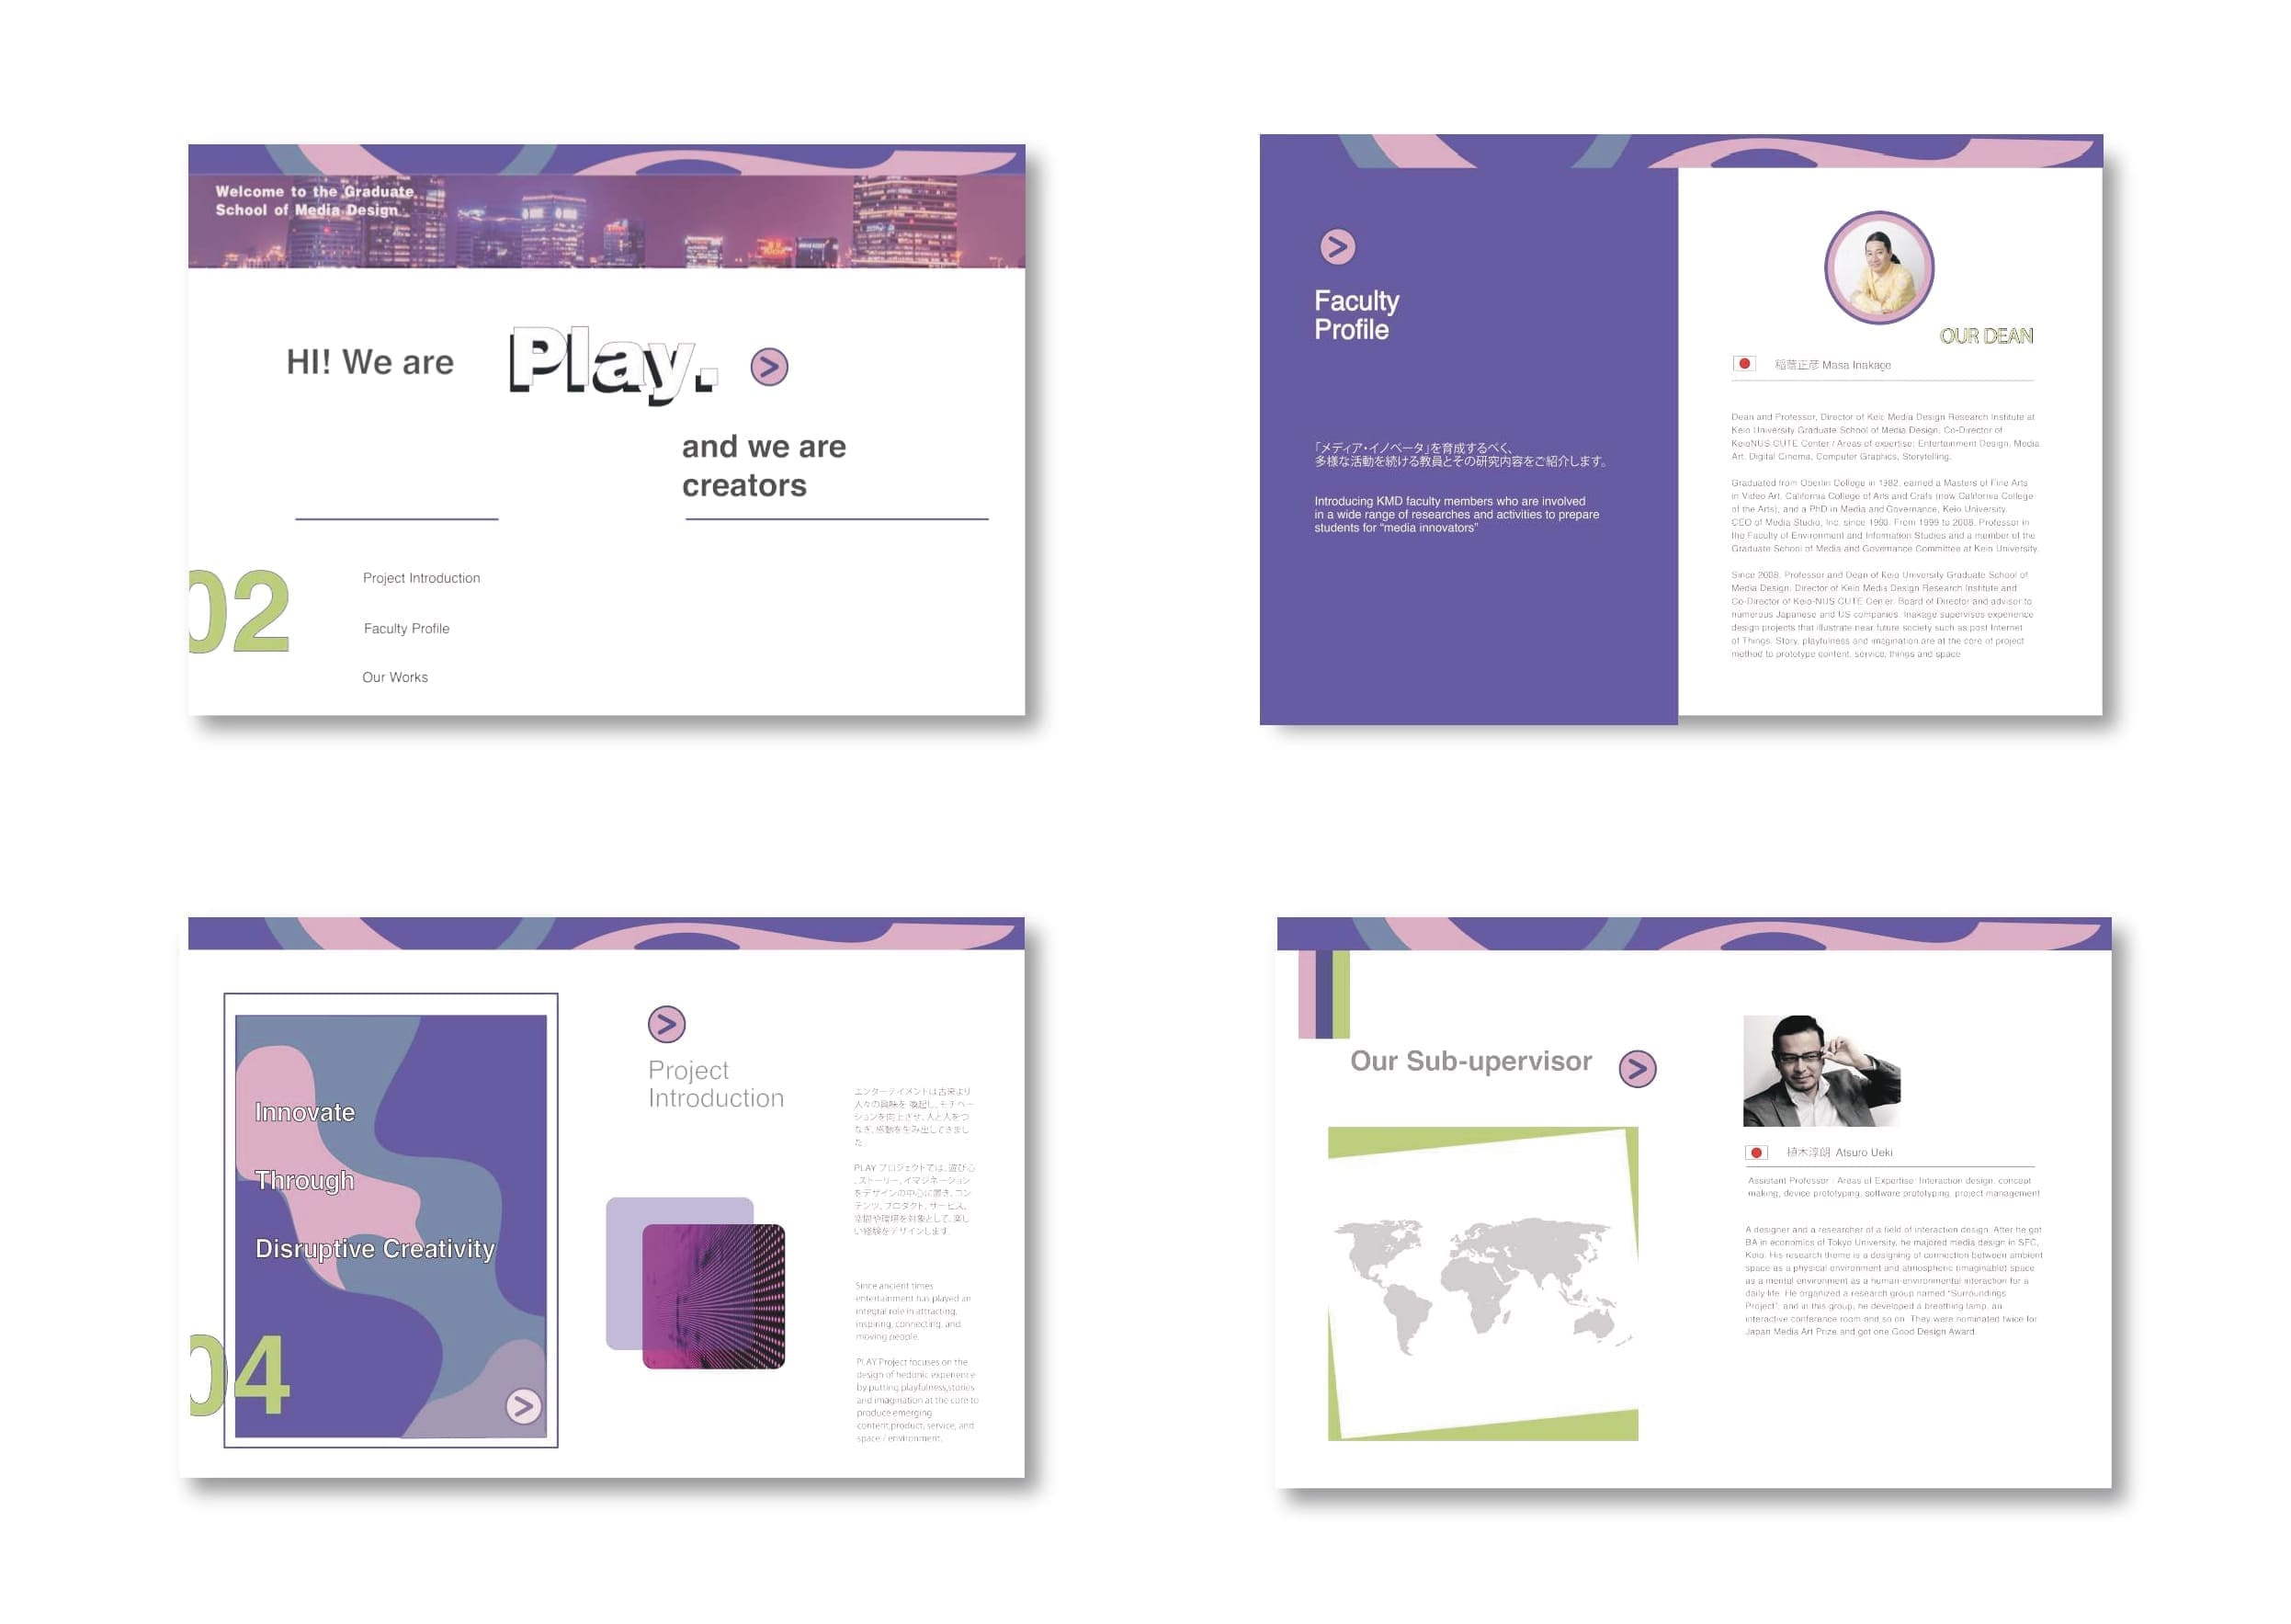 Welcome to the Graduate
School of Media Design
HI! We are
Play.
and we are
creators
02
Project Introduction
Faculty Profile
Our Works
Faculty
Profile
「メディア・イノベータ」を育成するべく、
多様な活動を続ける教員とその研究内容をご紹介します。
Introducing KMD faculty members who are involved
in a wide range of researches and activities to prepare
students for “media innovators”
OUR DEAN
稲蔭正彦 Masa Inakage
Dean and Professor, Director of Keio Media Design Research Institute at
Keio University Graduate School of Media Design, Co-Director of
KeioNUS CUTE Center / Areas of expertise: Entertainment Design, Media
Art, Digital Cinema, Computer Graphics, Storytelling.
Graduated from Oberlin College in 1982, earned a Masters of Fine Arts
in Video Art, California College of Arts and Crafts (now California College
of the Arts), and a PhD in Media and Governance, Keio University.
CEO of Media Studio, Inc. since 1990. From 1999 to 2008, Professor in
the Faculty of Environment and Information Studies and a member of the
Graduate School of Media and Governance Committee at Keio University.
Since 2008, Professor and Dean of Keio University Graduate School of
Media Design, Director of Keio Media Design Research Institute and
Co-Director of Keio-NUS CUTE Center. Board of Director and advisor to
numerous Japanese and US companies. Inakage supervises experience
design projects that illustrate near future society such as post Internet
of Things. Story, playfulness and imagination are at the core of project
method to prototype content, service, things and space
Innovate
Through
Disruptive Creativity
04
Project
Introduction
エンターテイメントは古来より
人々の興味を 喚起し、モチベー
ションを向上させ、人と人をつ
なぎ、感動を生み出してきまし
た。
PLAY プロジェクトでは、遊び心
、ストーリー、イマジネーション
をデザインの中心に置き、コン
テンツ、プロダクト、サービス、
空間や環境を対象として、楽し
い経験をデザインします。
Since ancient times
entertainment has played an
integral role in attracting,
inspiring, connecting, and
moving people.
PLAY Project focuses on the
design of hedonic experience
by putting playfulness,stories
and imagination at the core to
produce emerging
content,product, service, and
space / environment.
Our Sub-upervisor
植木淳朗 Atsuro Ueki
Assistant Professor / Areas of Expertise: Interaction design, concept
making, device prototyping, software prototyping, project management
A designer and a researcher of a field of interaction design. After he got
BA in economics of Tokyo University, he majored media design in SFC,
Keio. His research theme is a designing of connection between ambient
space as a physical environment and atmospheric (imaginable) space
as a mental environment as a human-environmental interaction for a
daily life. He organized a research group named “Surroundings
Project”, and in this group, he developed a breathing lamp, an
interactive conference room and so on. They were nominated twice for
Japan Media Art Prize and got one Good Design Award.